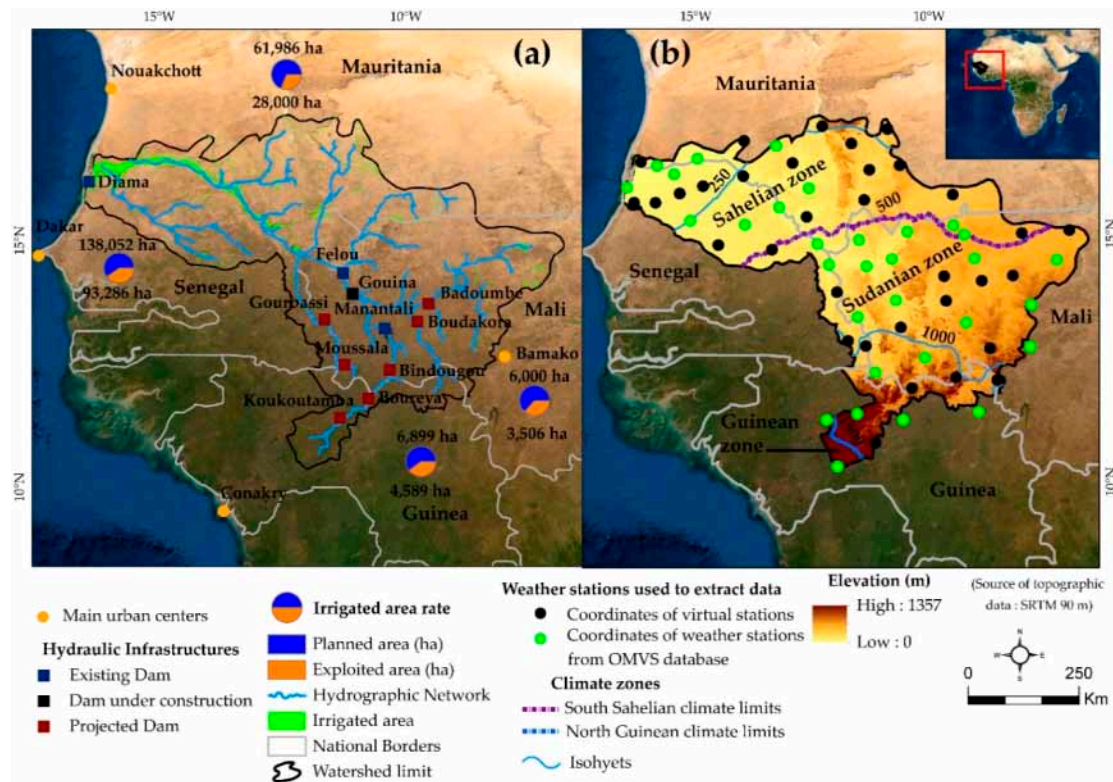 15°W
10°W
15°W
10°W
61,986 ha
(a)
(b)
Nouakchott
Mauritania
28,000 ha
Mauritania
Diama
250
Sahelian zone
500
Dakar
15°N
138,052 ha
Felou
15°N
93,286 ha
Senegal
Gouina
Badoumbe
Gourbassi
Manantali
Mali
Boudakora
Senegal
Sudanian zone
Mali
1000
Moussala
Bamako
Bindougou
6,000 ha
Koukoutamba
Boureya
3,506 ha
6,899 ha
Guinean
zone
10°N
4,589 ha
Conakry
Guinea
Guinea
10°N
Main urban centers
Hydraulic Infrastructures
Existing Dam
Dam under construction
Projected Dam
Irrigated area rate
Planned area (ha)
Exploited area (ha)
Hydrographic Network
Irrigated area
National Borders
Watershed limit
Weather stations used to extract data
Coordinates of virtual stations
Coordinates of weather stations
from OMVS database
Climate zones
South Sahelian climate limits
North Guinean climate limits
Isohyets
Elevation (m)
High : 1357
Low : 0
(Source of topographic
data : SRTM 90 m)
N
W
E
S
0
250
Km